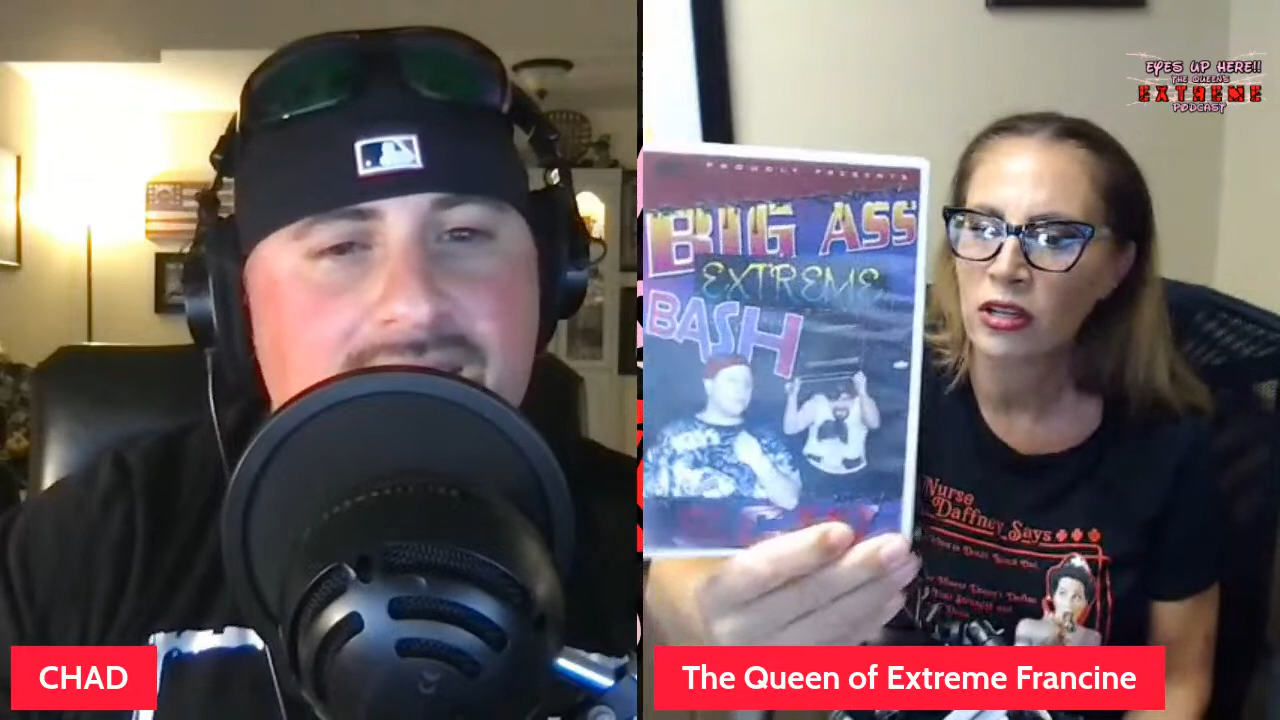 EYES UP HERE!!
THE QUEEN'S
EXTREME
PODCAST
PROUDLY PRESENTS
BIG ASS
EXTREME
BASH
ECW
Nurse
Daffney Says
CHAD
The Queen of Extreme Francine